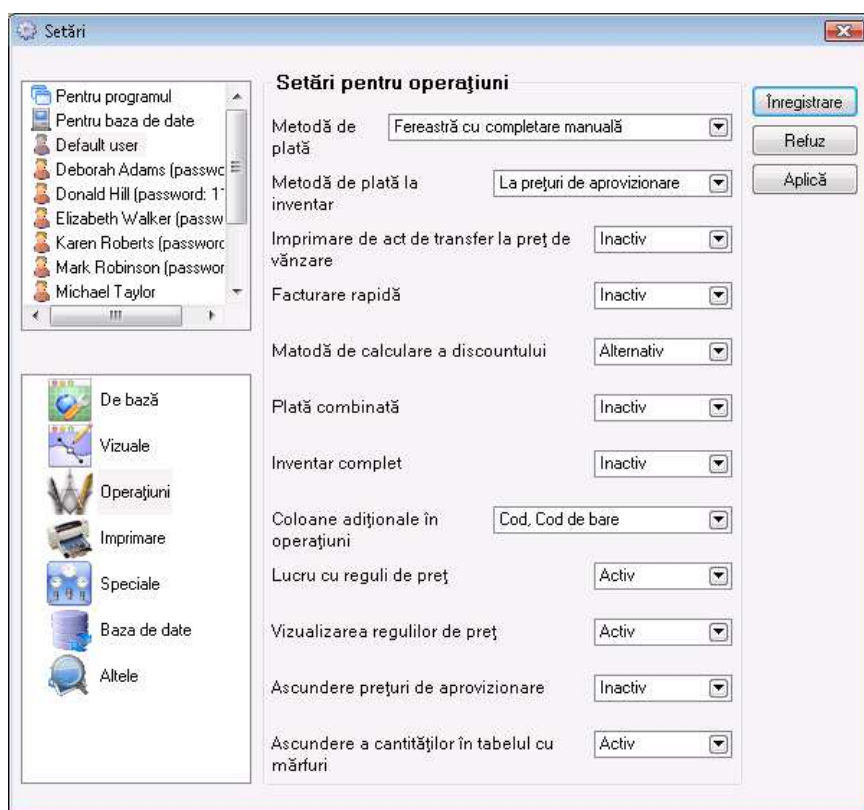 Setări
Pentru programul
Pentru baza de date
Default user
Deborah Adams (passwc
Donald Hill (password: 1
Elizabeth Walker (passw
Karen Roberts (passworc
Mark Robinson (passwor
Michael Taylor
De bază
Vizuale
Operaţiuni
Imprimare
Speciale
Baza de date
Altele
Setări pentru operaţiuni
Metodă de
plată
Fereastră cu completare manuală
Metodă de plată la
inventar
La preţuri de aprovizionare
Imprimare de act de transfer la preţ de
vănzare
Inactiv
Facturare rapidă
Inactiv
Matodă de calculare a discountului
Alternativ
Plată combinată
Inactiv
Inventar complet
Inactiv
Coloane adiţionale în
operaţiuni
Cod, Cod de bare
Lucru cu reguli de preţ
Activ
Vizualizarea regulilor de preţ
Activ
Ascundere preţuri de aprovizionare
Inactiv
Ascundere a cantităţilor în tabelul cu
mărfuri
Activ
Înregistrare
Refuz
Aplică